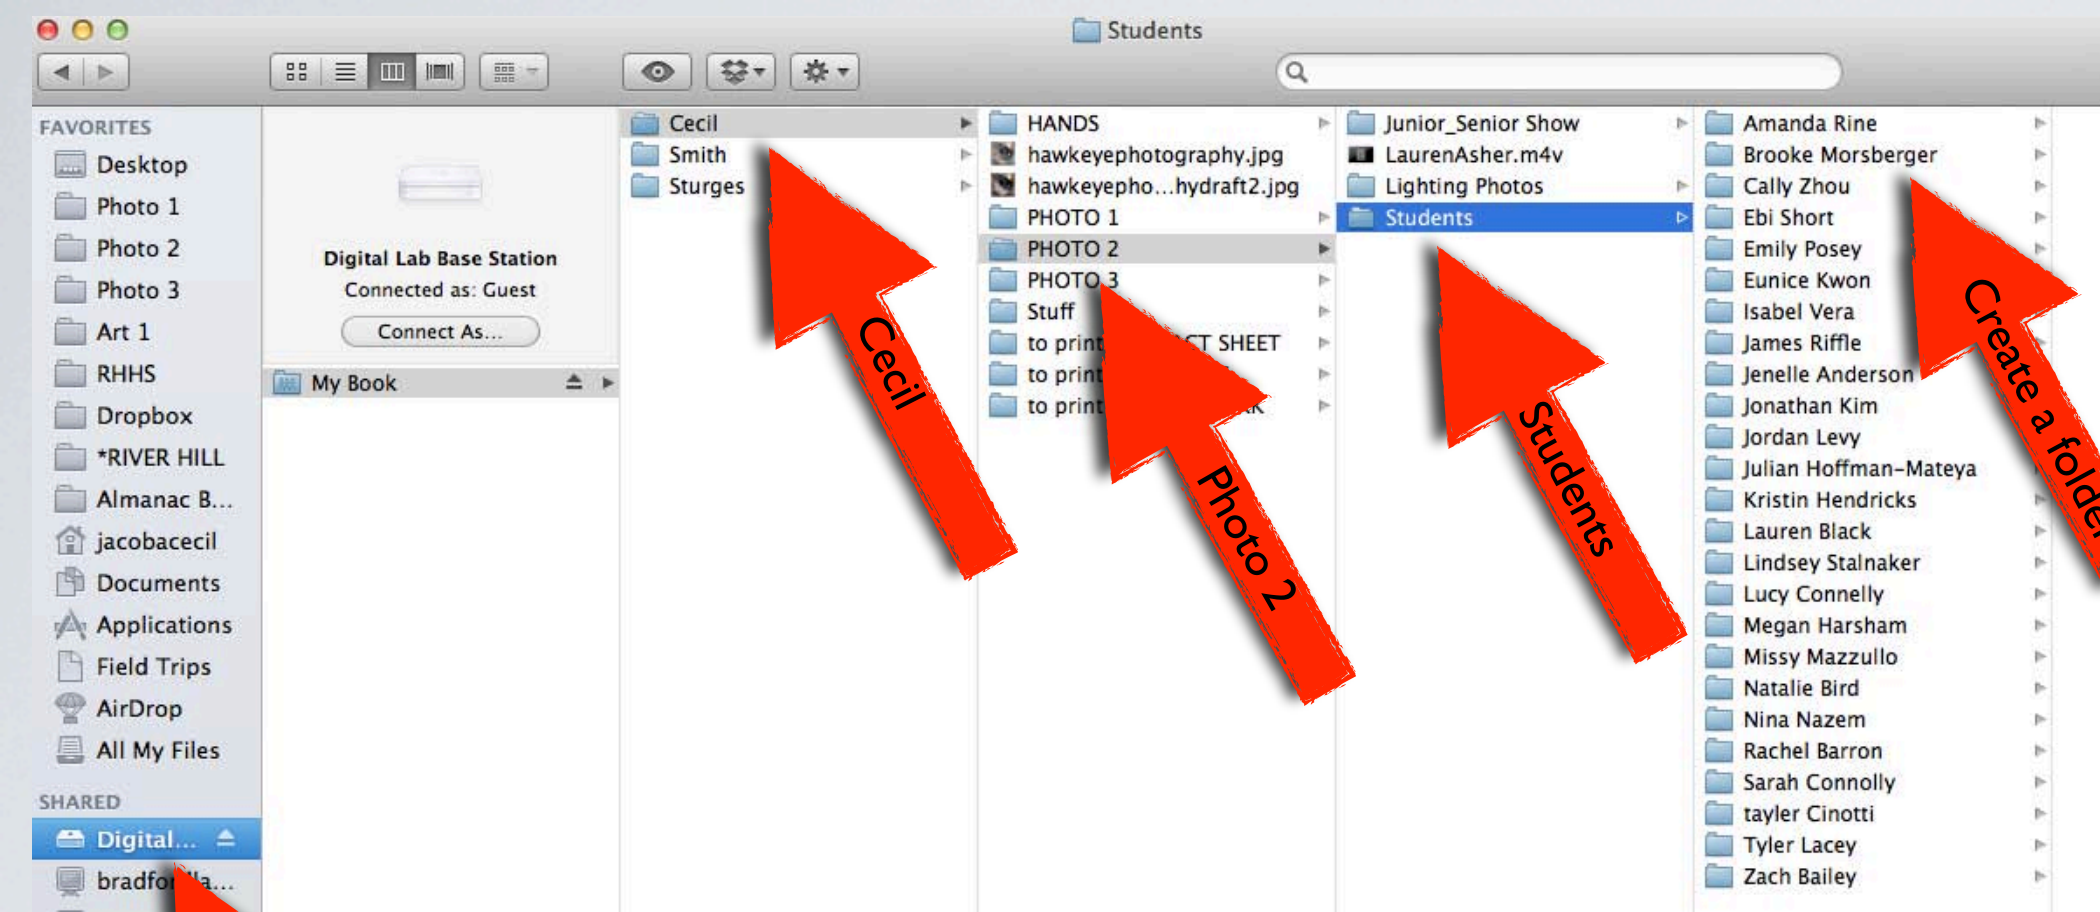 Students
FAVORITES
Desktop
Photo 1
Photo 2
Photo 3
Art 1
RHHS
Dropbox
*RIVER HILL
Almanac B...
jacobacecil
Documents
Applications
Field Trips
AirDrop
All My Files
SHARED
Digital...
Digital Lab Base Station
Connected as: Guest
Connect As...
My Book
Cecil
Smith
Sturges
HANDS
hawkeyephotography.jpg
hawkeyepho...hydraft2.jpg
PHOTO 1
PHOTO 2
PHOTO 3
Stuff
to print SHEET
to print
to print
Junior_Senior Show
LaurenAsher.m4v
Lighting Photos
Students
Amanda Rine
Brooke Morsberger
Cally Zhou
Ebi Short
Emily Posey
Eunice Kwon
Isabel Vera
James Riffle
Jenelle Anderson
Jonathan Kim
Jordan Levy
Julian Hoffman-Mateya
Kristin Hendricks
Lauren Black
Lindsey Stalnaker
Lucy Connelly
Megan Harsham
Missy Mazzullo
Natalie Bird
Nina Nazem
Rachel Barron
Sarah Connolly
tayler Cinotti
Tyler Lacey
Zach Bailey
Cecil
Photo 2
Students
Create a folder